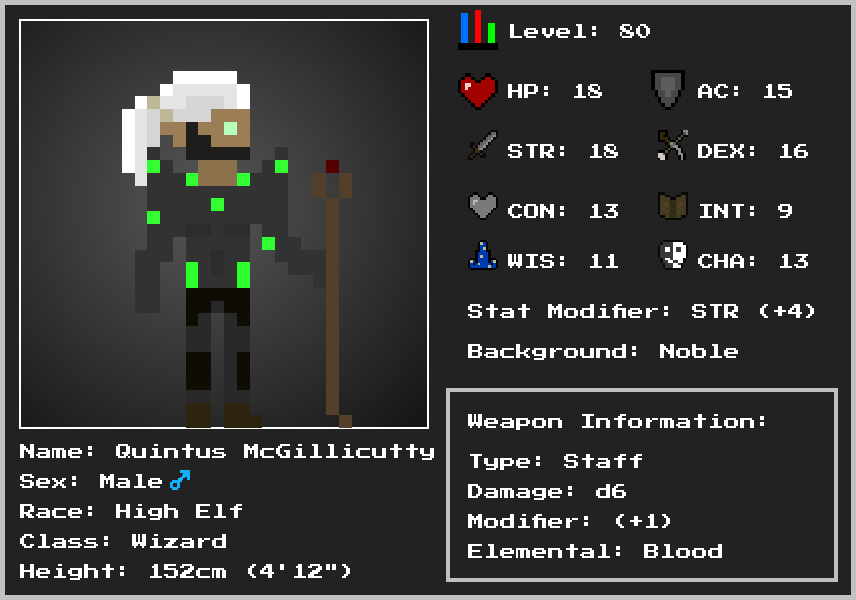 Level: 80
HP: 18
AC: 15
STR: 18
DEX: 16
CON: 13
INT: 9
WIS: 11
CHA: 13
Stat Modifier: STR (+4)
Background: Noble
Weapon Information:
Type: Staff
Damage: d6
Modifier: (+1)
Elemental: Blood
Name: Quintus McGillicutty
Sex: Male♂
Race: High Elf
Class: Wizard
Height: 152cm (4'12")